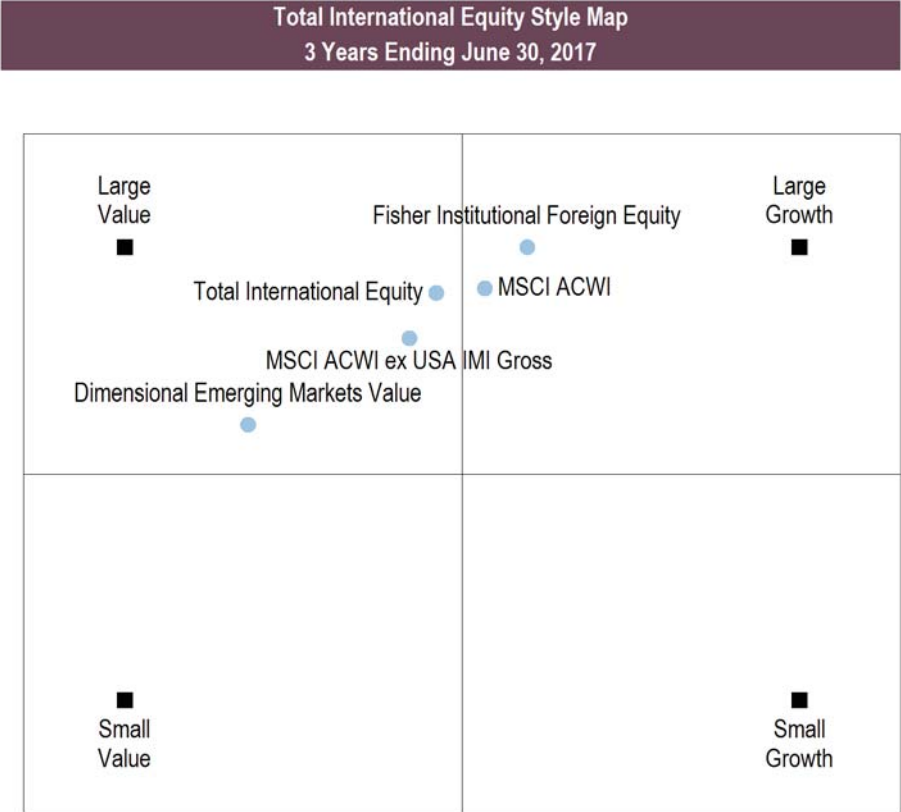 Total International Equity Style Map
3 Years Ending June 30, 2017
Large
Value
Large
Growth
Fisher Institutional Foreign Equity
Total International Equity
MSCI ACWI
MSCI ACWI ex USA IMI Gross
Dimensional Emerging Markets Value
Small
Value
Small
Growth